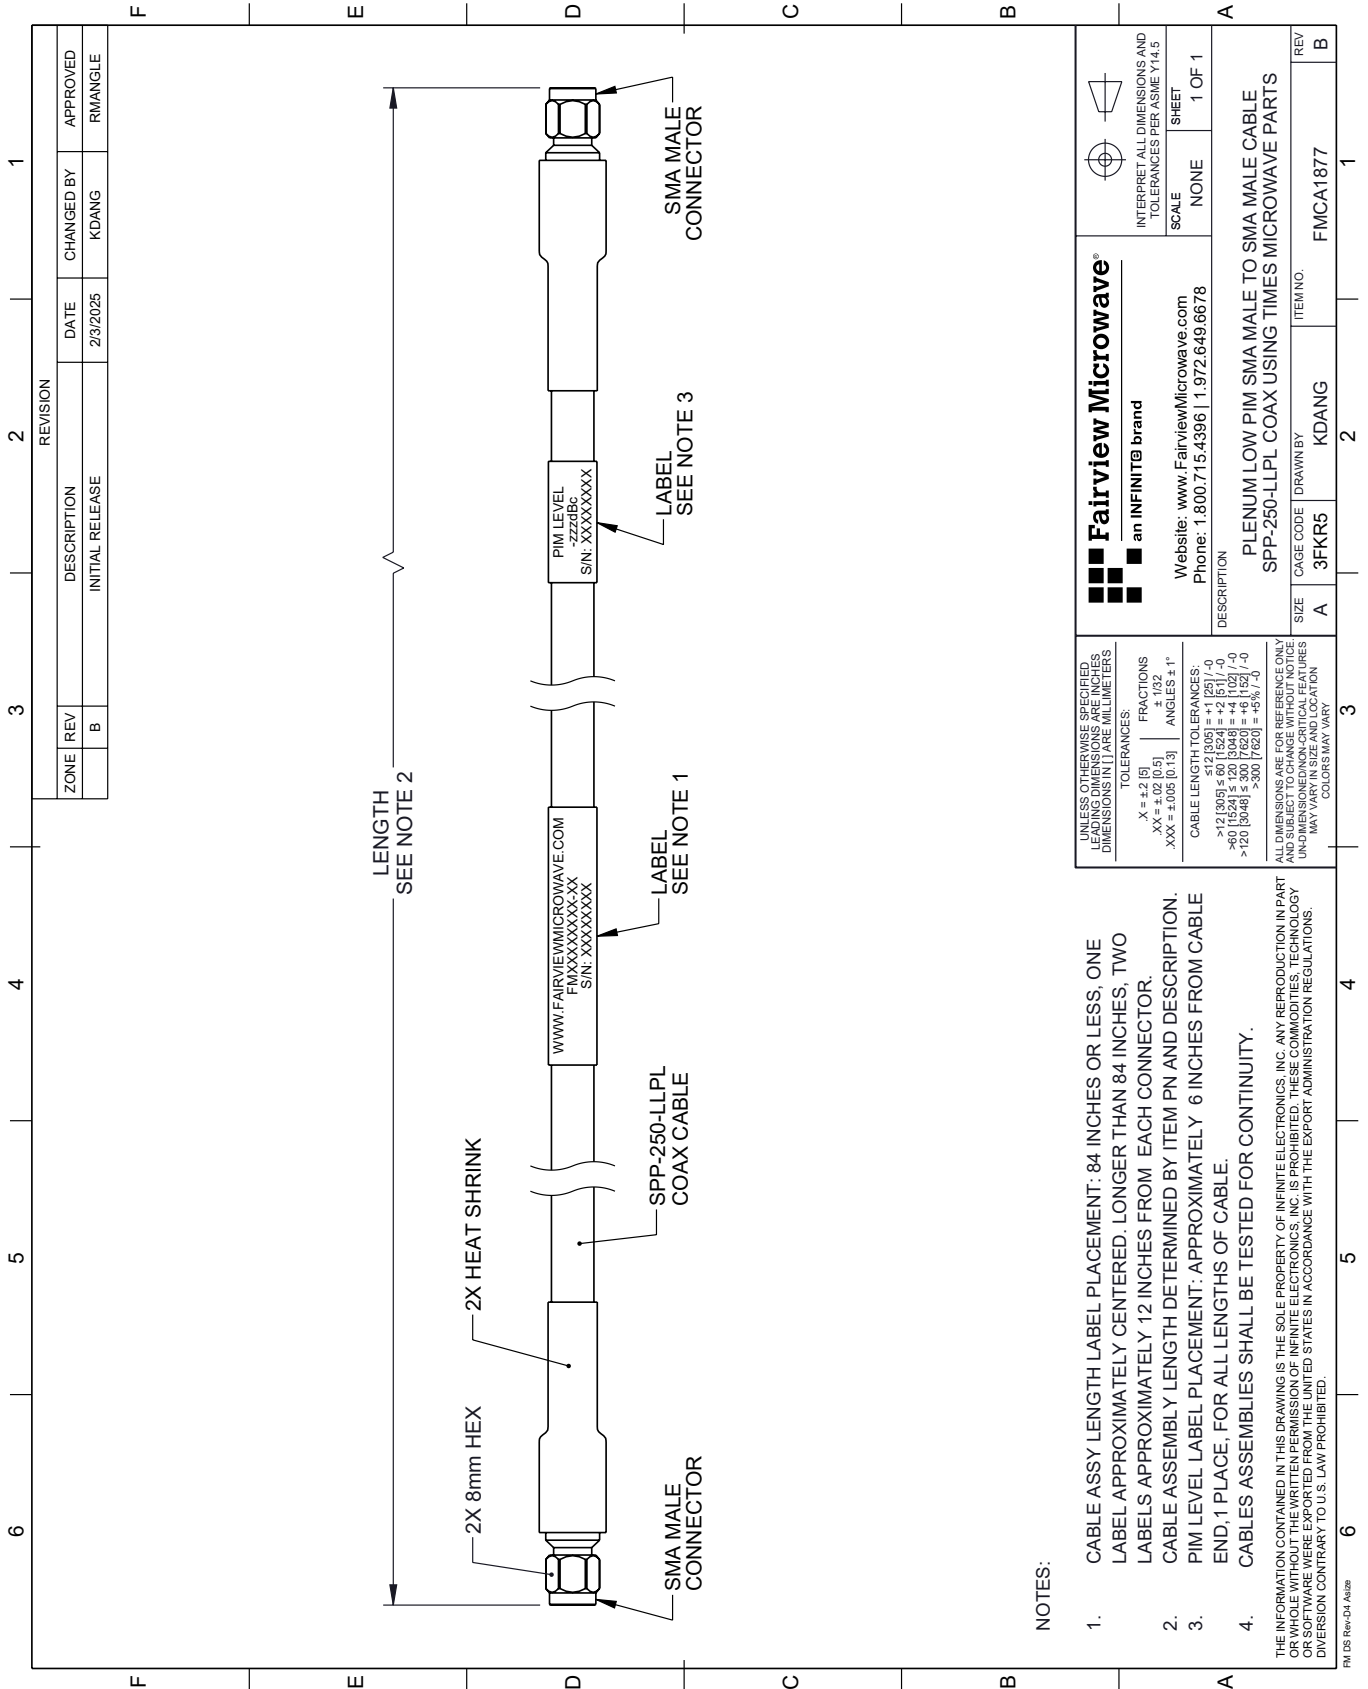 6
5
4
3
2
1
F
E
D
C
B
A
REVISION
ZONE REV DESCRIPTION DATE CHANGED BY APPROVED
B INITIAL RELEASE 2/3/2025 KDANG RMANGLE
LENGTH
SEE NOTE 2
2X 8mm HEX
2X HEAT SHRINK
WWW.FAIRVIEWMICROWAVE.COM
FMXXXXXXXXX-XX
S/N: XXXXXXXX
PIM LEVEL
-zzzdBc
S/N: XXXXXXXX
SMA MALE
CONNECTOR
SPP-250-LLPL
COAX CABLE
LABEL
SEE NOTE 1
LABEL
SEE NOTE 3
SMA MALE
CONNECTOR
NOTES:
1. CABLE ASSY LENGTH LABEL PLACEMENT: 84 INCHES OR LESS, ONE
LABEL APPROXIMATELY CENTERED. LONGER THAN 84 INCHES, TWO
LABELS APPROXIMATELY 12 INCHES FROM EACH CONNECTOR.
2. CABLE ASSEMBLY LENGTH DETERMINED BY ITEM PN AND DESCRIPTION.
3. PIM LEVEL LABEL PLACEMENT: APPROXIMATELY 6 INCHES FROM CABLE
END,1 PLACE, FOR ALL LENGTHS OF CABLE.
4. CABLES ASSEMBLIES SHALL BE TESTED FOR CONTINUITY.
THE INFORMATION CONTAINED IN THIS DRAWING IS THE SOLE PROPERTY OF INFINITE ELECTRONICS, INC. ANY REPRODUCTION IN PART
OR WHOLE WITHOUT THE WRITTEN PERMISSION OF INFINITE ELECTRONICS, INC. IS PROHIBITED. THESE COMMODITIES, TECHNOLOGY
OR SOFTWARE WERE EXPORTED FROM THE UNITED STATES IN ACCORDANCE WITH THE EXPORT ADMINISTRATION REGULATIONS.
DIVERSION CONTRARY TO U.S. LAW PROHIBITED.
UNLESS OTHERWISE SPECIFIED
LEADING DIMENSIONS ARE INCHES
DIMENSIONS IN [ ] ARE MILLIMETERS
TOLERANCES:
.X = ±.2 [5]
.XX = ±.02 [0.5]
.XXX = ±.005 [0.13]
FRACTIONS
± 1/32
ANGLES ± 1°
CABLE LENGTH TOLERANCES:
≤12 [305] = +1 [25] / -0
>12 [305] ≤ 60 [1524] = +2 [51] / -0
>60 [1524] ≤ 120 [3048] = +4 [102] / -0
>120 [3048] ≤ 300 [7620] = +6 [152] / -0
>300 [7620] = +5% / -0
ALL DIMENSIONS ARE FOR REFERENCE ONLY
AND SUBJECT TO CHANGE WITHOUT NOTICE.
UN-DIMENSIONED/NON-CRITICAL FEATURES
MAY VARY IN SIZE AND LOCATION
COLORS MAY VARY
Fairview Microwave®
an INFINIT℮ brand
Website: www.FairviewMicrowave.com
Phone: 1.800.715.4396 | 1.972.649.6678
INTERPRET ALL DIMENSIONS AND
TOLERANCES PER ASME Y14.5
SCALE
NONE
SHEET
1 OF 1
DESCRIPTION
PLENUM LOW PIM SMA MALE TO SMA MALE CABLE
SPP-250-LLPL COAX USING TIMES MICROWAVE PARTS
SIZE
A
CAGE CODE
3FKR5
DRAWN BY
KDANG
ITEM NO.
FMCA1877
REV
B
F
E
D
C
B
A
6
5
4
3
2
1
FM DS Rev-D4 Asize